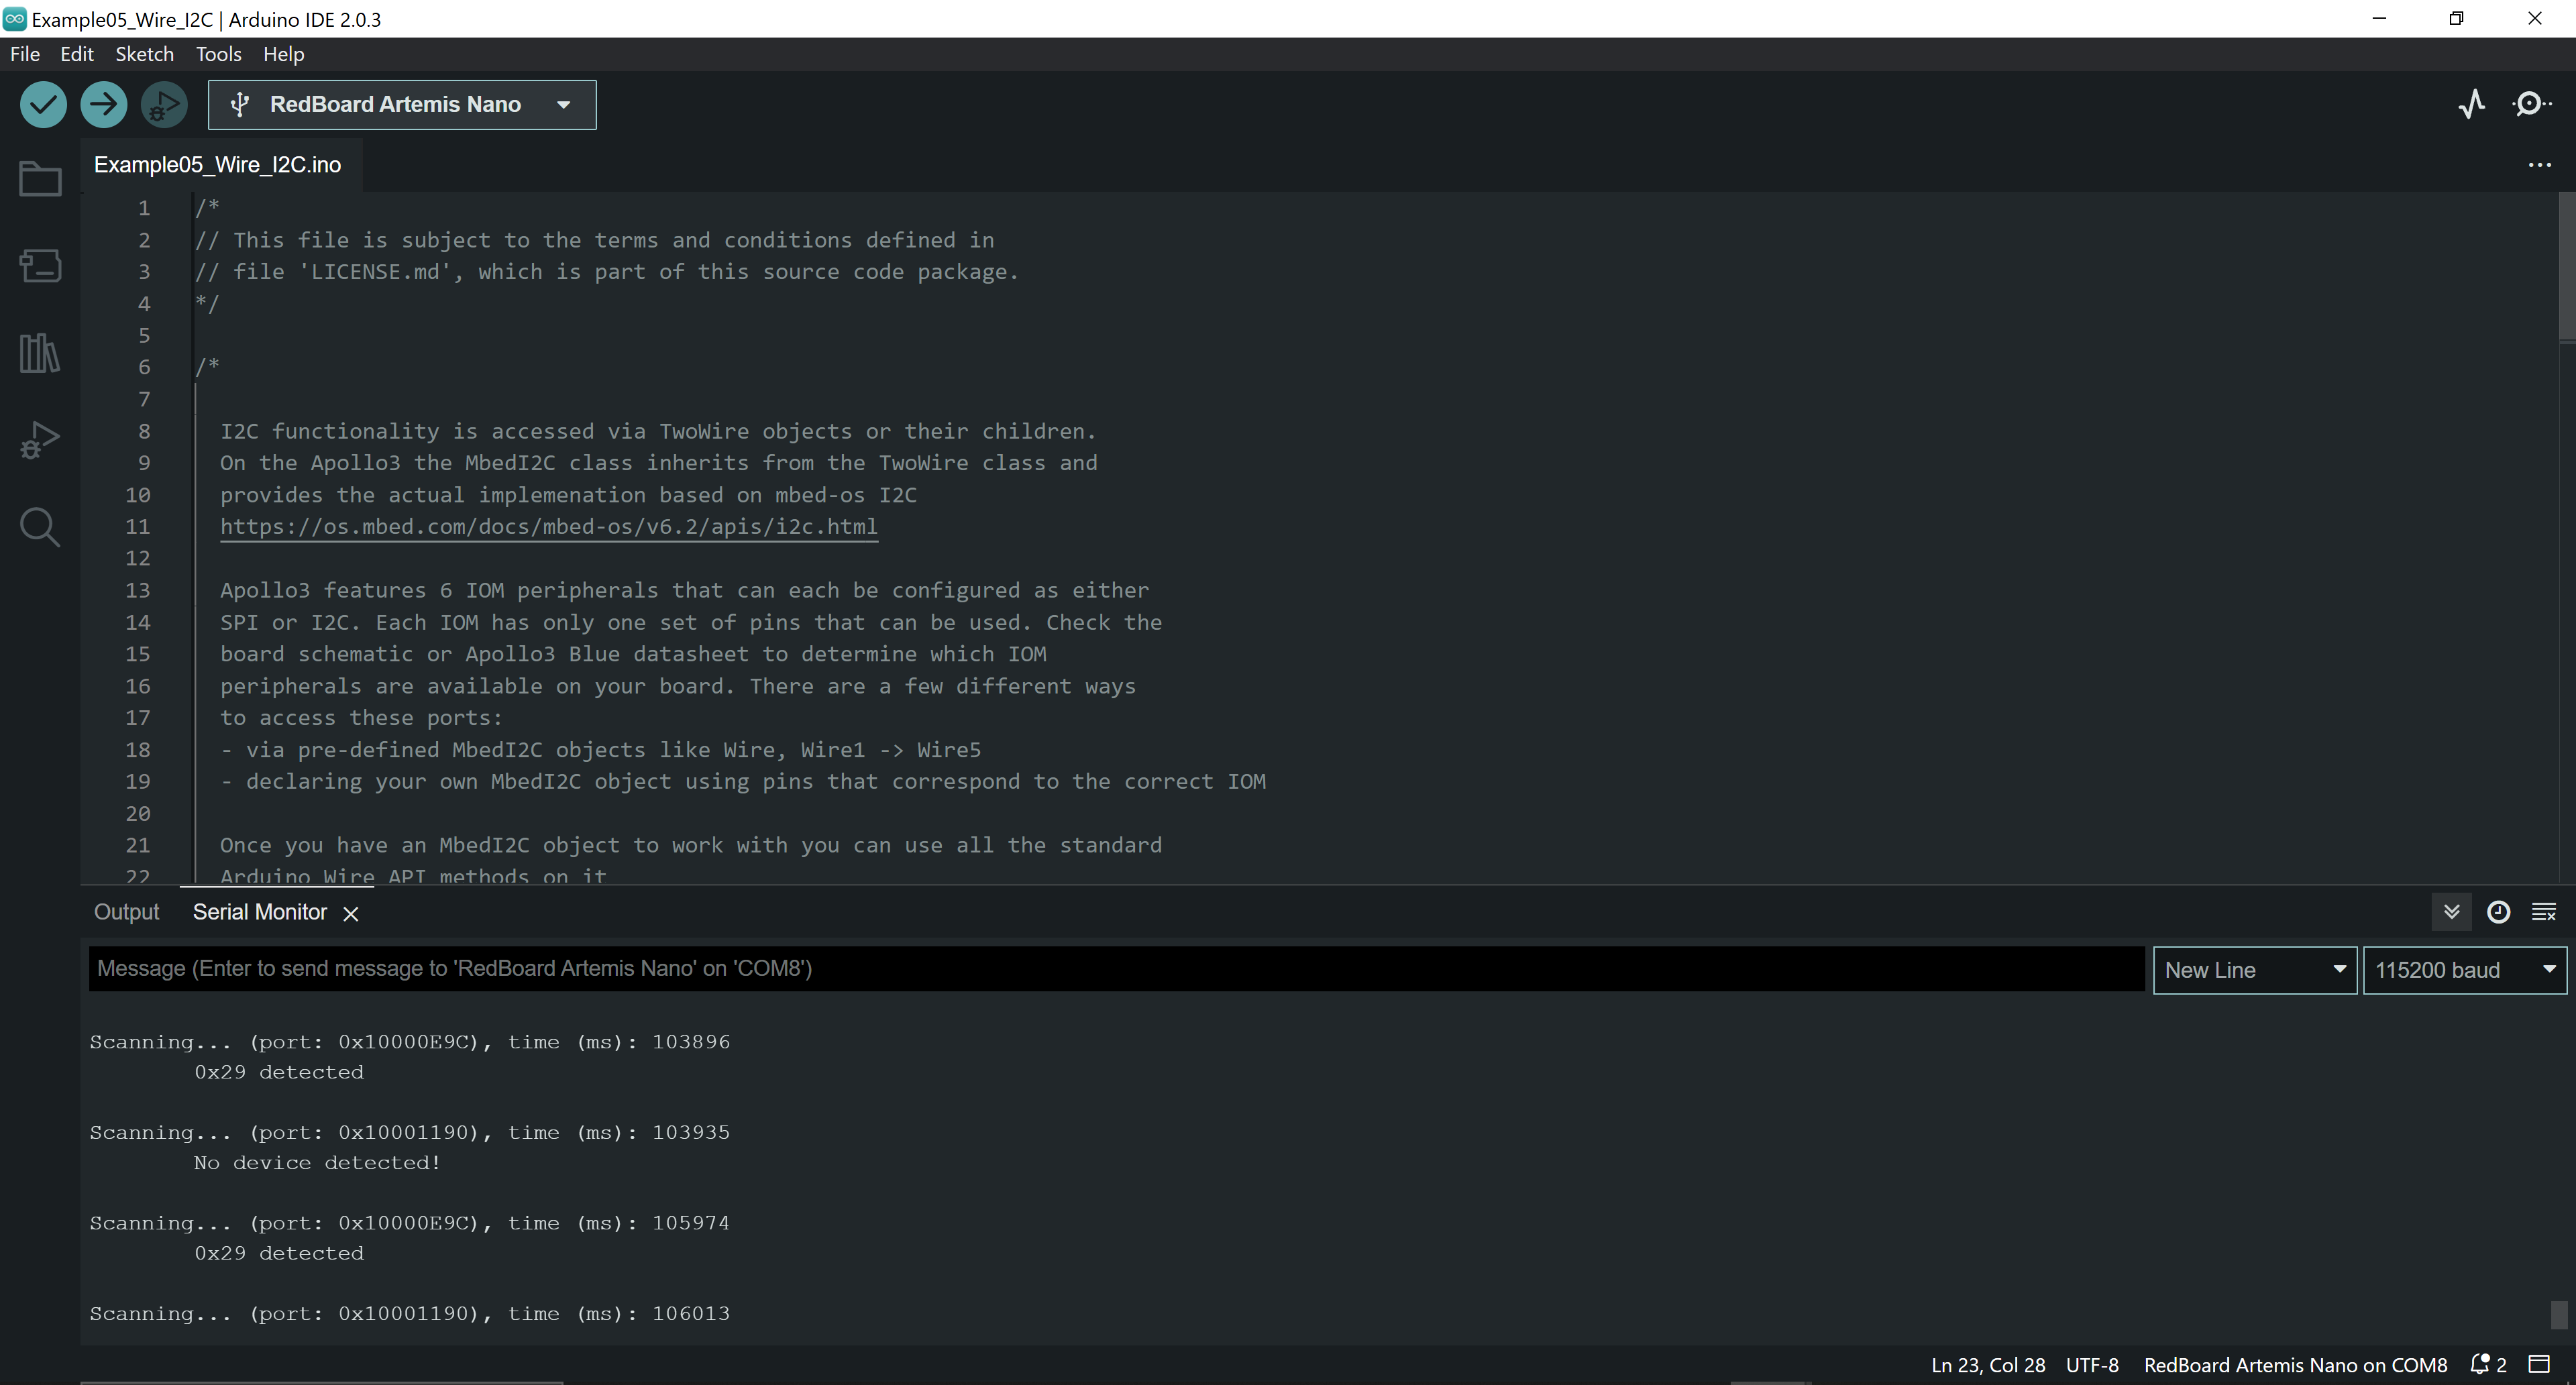 Example05_Wire_I2C | Arduino IDE 2.0.3
File Edit Sketch Tools Help
RedBoard Artemis Nano
Example05_Wire_I2C.ino
1 /*
2 // This file is subject to the terms and conditions defined in
3 // file 'LICENSE.md', which is part of this source code package.
4 */
5
6 /*
7
8 I2C functionality is accessed via TwoWire objects or their children.
9 On the Apollo3 the MbedI2C class inherits from the TwoWire class and
10 provides the actual implemenation based on mbed-os I2C
11 https://os.mbed.com/docs/mbed-os/v6.2/apis/i2c.html
12
13 Apollo3 features 6 IOM peripherals that can each be configured as either
14 SPI or I2C. Each IOM has only one set of pins that can be used. Check the
15 board schematic or Apollo3 Blue datasheet to determine which IOM
16 peripherals are available on your board. There are a few different ways
17 to access these ports:
18 - via pre-defined MbedI2C objects like Wire, Wire1 -> Wire5
19 - declaring your own MbedI2C object using pins that correspond to the correct IOM
20
21 Once you have an MbedI2C object to work with you can use all the standard
22 Arduino Wire API methods on it
Output Serial Monitor
Message (Enter to send message to 'RedBoard Artemis Nano' on 'COM8')
New Line 115200 baud
Scanning... (port: 0x10000E9C), time (ms): 103896
0x29 detected
Scanning... (port: 0x10001190), time (ms): 103935
No device detected!
Scanning... (port: 0x10000E9C), time (ms): 105974
0x29 detected
Scanning... (port: 0x10001190), time (ms): 106013
Ln 23, Col 28 UTF-8 RedBoard Artemis Nano on COM8 2